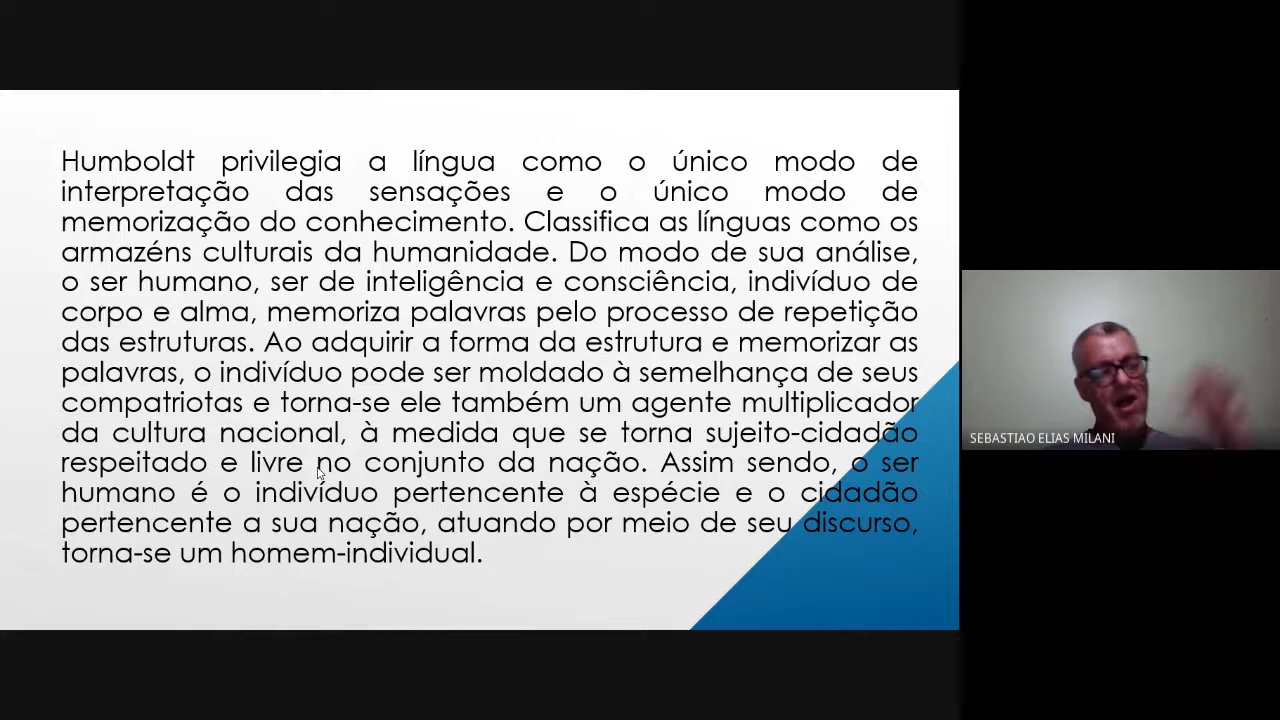 Humboldt privilegia a língua como o único modo de
interpretação das sensações e o único modo de
memorização do conhecimento. Classifica as línguas como os
armazéns culturais da humanidade. Do modo de sua análise,
o ser humano, ser de inteligência e consciência, indivíduo de
corpo e alma, memoriza palavras pelo processo de repetição
das estruturas. Ao adquirir a forma da estrutura e memorizar as
palavras, o indivíduo pode ser moldado à semelhança de seus
compatriotas e torna-se ele também um agente multiplicador
da cultura nacional, à medida que se torna sujeito-cidadão
respeitado e livre no conjunto da nação. Assim sendo, o ser
humano é o indivíduo pertencente à espécie e o cidadão
pertencente a sua nação, atuando por meio de seu discurso,
torna-se um homem-individual.
SEBASTIAO ELIAS MILANI